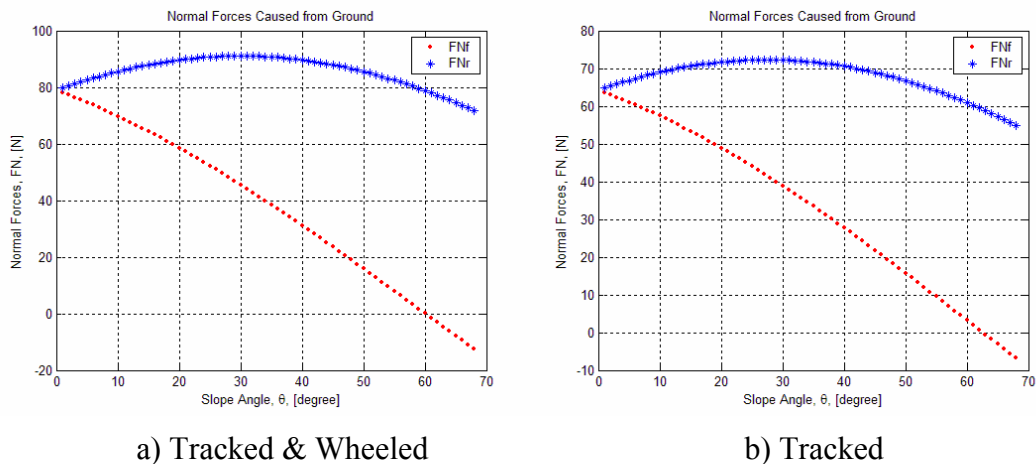 Normal Forces Caused from Ground
100
80
60
40
20
0
-20
Normal Forces, FN, [N]
FNf
FNr
0 10 20 30 40 50 60 70
Slope Angle, θ, [degree]
a) Tracked & Wheeled
Normal Forces Caused from Ground
80
70
60
50
40
30
20
10
0
-10
Normal Forces, FN, [N]
FNf
FNr
0 10 20 30 40 50 60 70
Slope Angle, θ, [degree]
b) Tracked